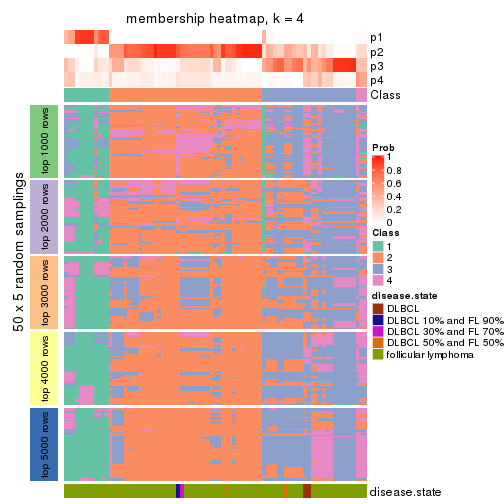 membership heatmap, k = 4
p1
p2
p3
p4
Class
50 x 5 random samplings
top 1000 rows
top 2000 rows
top 3000 rows
top 4000 rows
top 5000 rows
Prob
1
0.8
0.6
0.4
0.2
0
Class
1
2
3
4
disease.state
DLBCL
DLBCL 10% and FL 90%
DLBCL 30% and FL 70%
DLBCL 50% and FL 50%
follicular lymphoma
disease.state